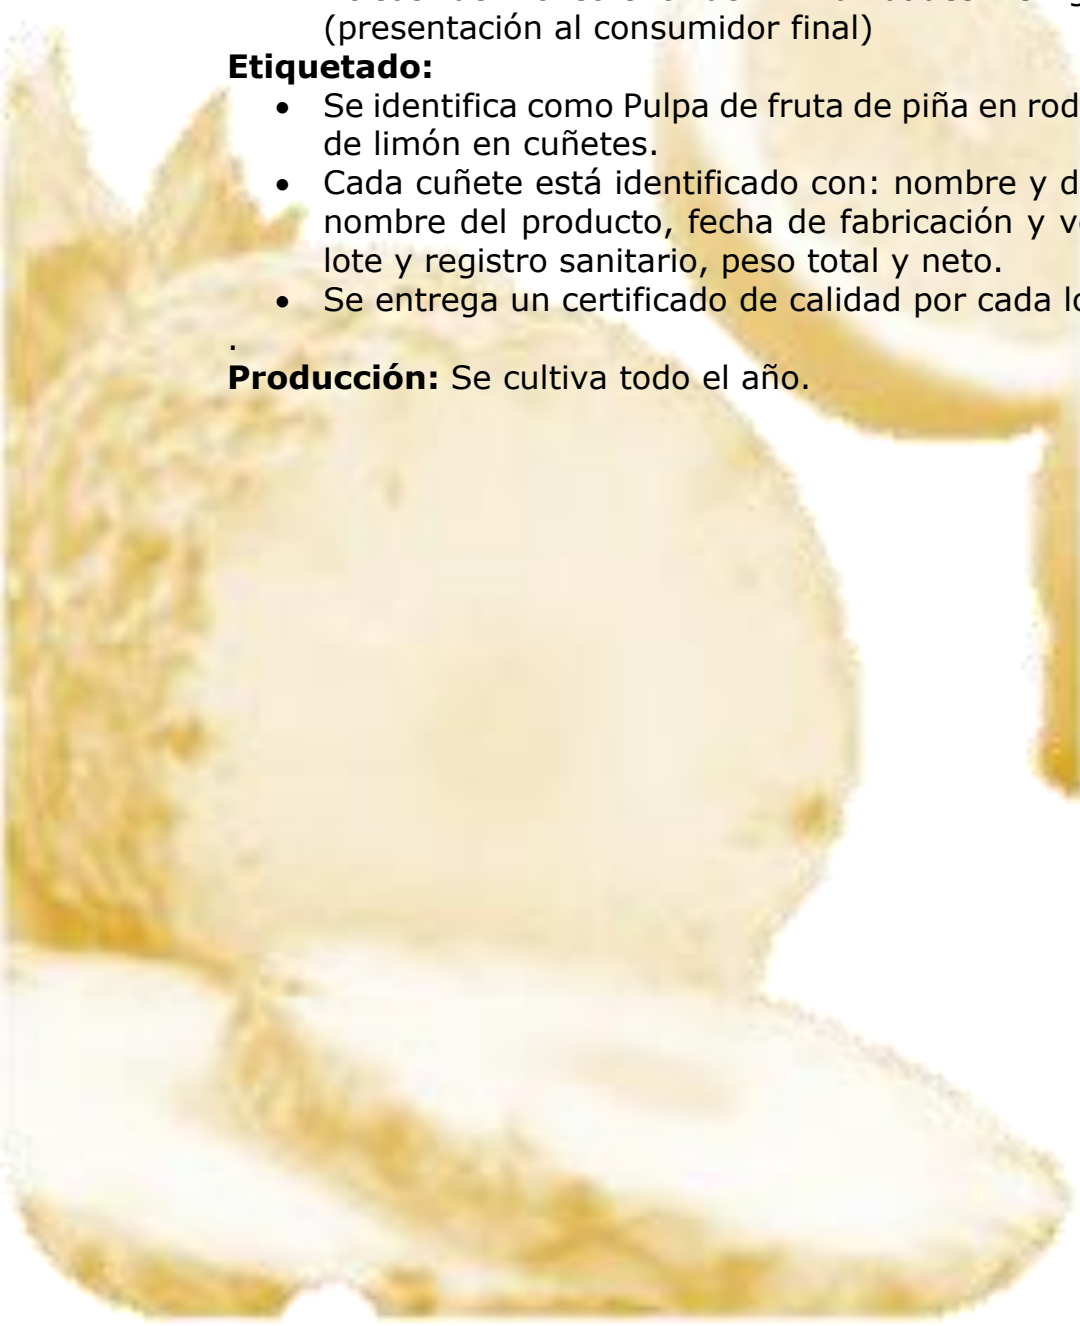 (presentación al consumidor final)
Etiquetado:
• Se identifica como Pulpa de fruta de piña en rod
de limón en cuñetes.
• Cada cuñete está identificado con: nombre y d
nombre del producto, fecha de fabricación y v
lote y registro sanitario, peso total y neto.
• Se entrega un certificado de calidad por cada lo
.
Producción: Se cultiva todo el año.